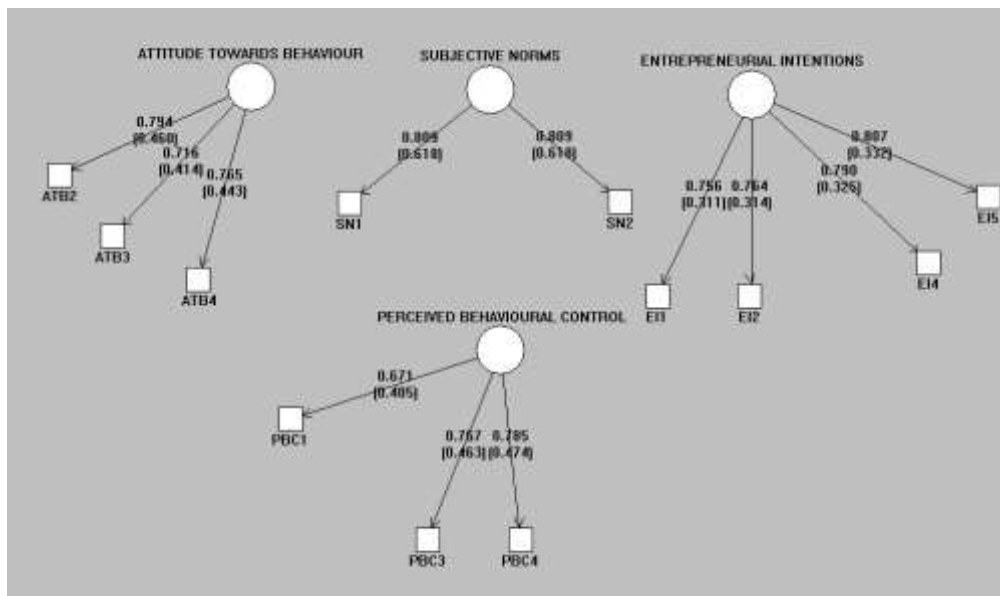 ATTITUDE TOWARDS BEHAVIOUR
0.794
(0.460)
0.716
(0.414)
0.765
(0.443)
ATB2
ATB3
ATB4
SUBJECTIVE NORMS
0.809
(0.618)
0.809
(0.618)
SN1
SN2
ENTREPRENEURIAL INTENTIONS
0.807
(0.332)
0.790
(0.325)
0.756
(0.311)
0.764
(0.314)
EI5
EI4
EI1
EI2
PERCEIVED BEHAVIOURAL CONTROL
0.671
(0.405)
0.767
(0.463)
0.785
(0.474)
PBC1
PBC3
PBC4